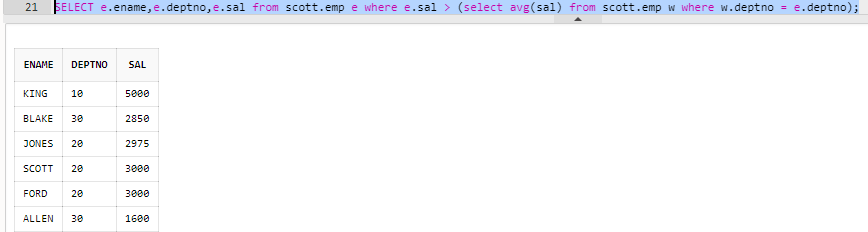 21 SELECT e.ename,e.deptno,e.sal from scott.emp e where e.sal > (select avg(sal) from scott.emp w where w.deptno = e.deptno);
ENAME DEPTNO SAL
KING 10 5000
BLAKE 30 2850
JONES 20 2975
SCOTT 20 3000
FORD 20 3000
ALLEN 30 1600